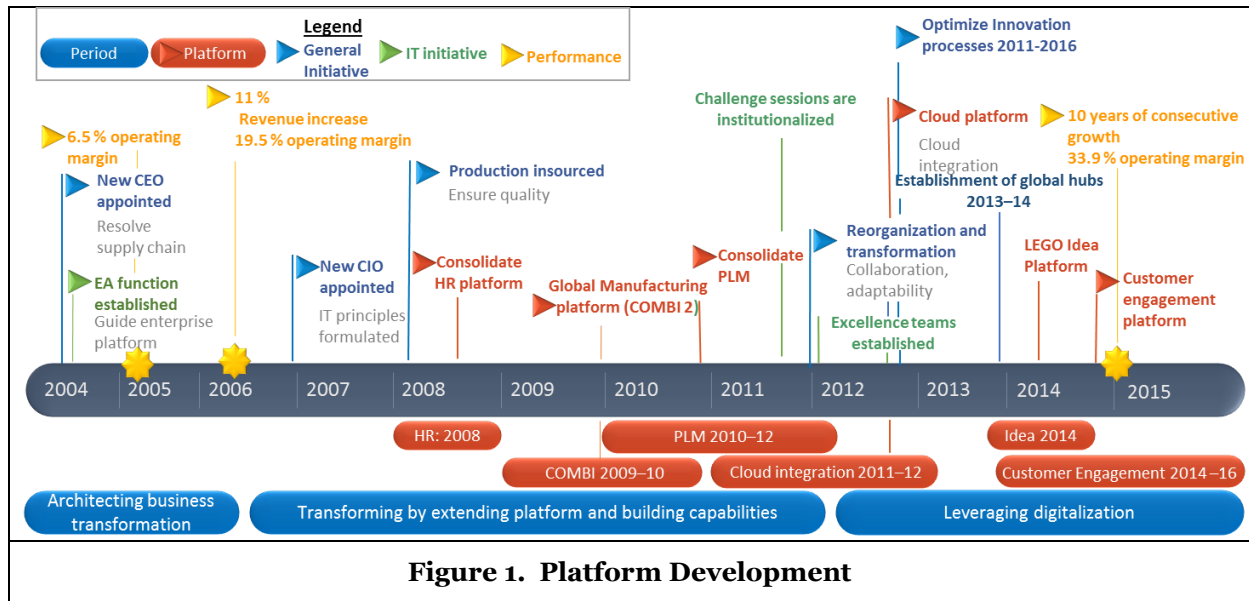 Legend
Period
Platform
General
Initiative
IT initiative
Performance
6.5 % operating
margin
New CEO
appointed
Resolve
supply chain
EA function
established
Guide enterprise
platform
11 %
Revenue increase
19.5 % operating margin
New CIO
appointed
IT principles
formulated
Production insourced
Ensure quality
Consolidate
HR platform
Global Manufacturing
platform (COMBI 2)
Consolidate
PLM
Challenge sessions are
institutionalized
Reorganization and
transformation
Collaboration,
adaptability
Excellence teams
established
Optimize Innovation
processes 2011-2016
Cloud platform
Cloud
integration
Establishment of global hubs
2013–14
LEGO Idea
Platform
10 years of consecutive
growth
33.9 % operating margin
Customer
engagement
platform
2004 2005 2006 2007 2008 2009 2010 2011 2012 2013 2014 2015
HR: 2008
PLM 2010–12
Idea 2014
COMBI 2009–10
Cloud integration 2011–12
Customer Engagement 2014–16
Architecting business
transformation
Transforming by extending platform and building capabilities
Leveraging digitalization
Figure 1. Platform Development